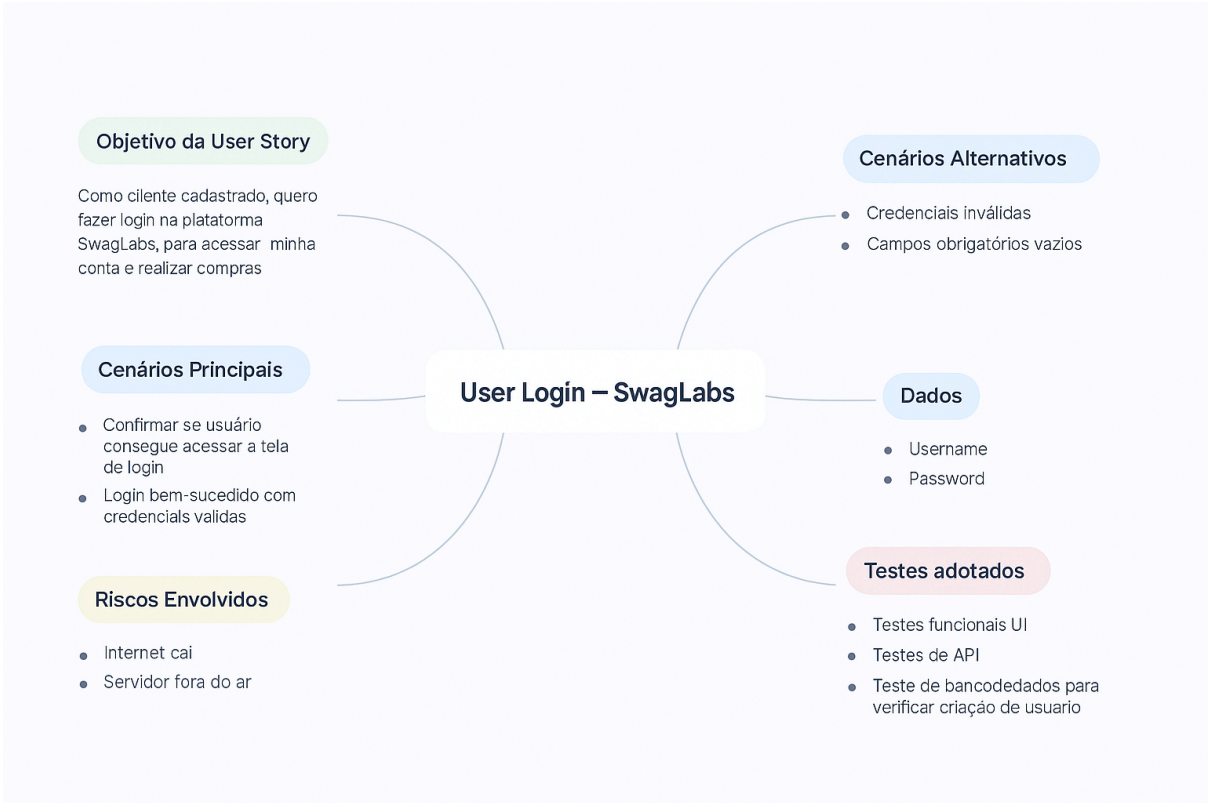 Objetivo da User Story
Como cilente cadastrado, quero
fazer login na platatorma
SwagLabs, para acessar minha
conta e realizar compras
Cenários Principais
Confirmar se usuário
consegue acessar a tela
de login
Login bem-sucedido com
credencials validas
Riscos Envolvidos
Internet cai
Servidor fora do ar
User Login – SwagLabs
Cenários Alternativos
Credenciais inválidas
Campos obrigatórios vazios
Dados
Username
Password
Testes adotados
Testes funcionais UI
Testes de API
Teste de bancodedados para
verificar criação de usuario